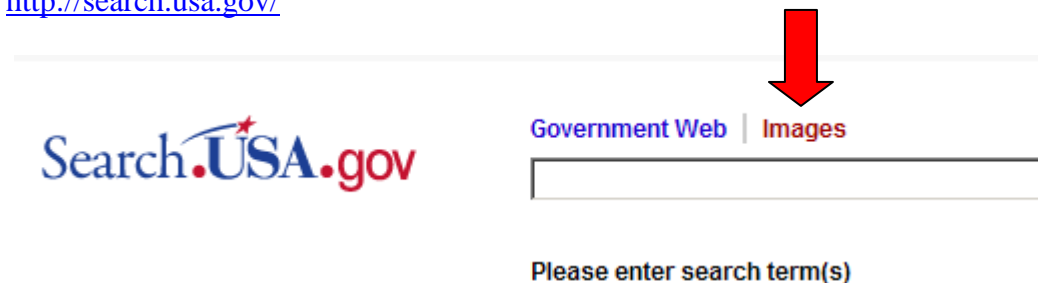 http://search.usa.gov/
Government Web | Images
Search.USA.gov
Please enter search term(s)